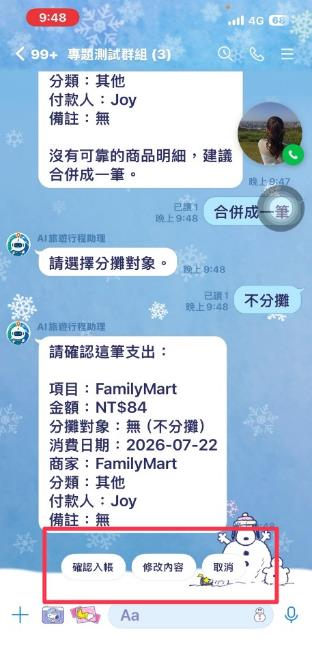 9:48
4G 68
99+ 專題測試群組 (3)
分類：其他
付款人：Joy
備註：無
沒有可靠的商品明細，建議
合併成一筆。
晚上9:47
已讀 1
晚上 9:48
合併成一筆
AI旅遊行程助理
請選擇分攤對象。
晚上 9:48
已讀 1
晚上 9:48
不分攤
AI旅遊行程助理
請確認這筆支出：
項目：FamilyMart
金額：NT$84
分攤對象：無 (不分攤)
消費日期：2026-07-22
商家：FamilyMart
分類：其他
付款人：Joy
備註：無
確認入帳
修改內容
取消
Aa